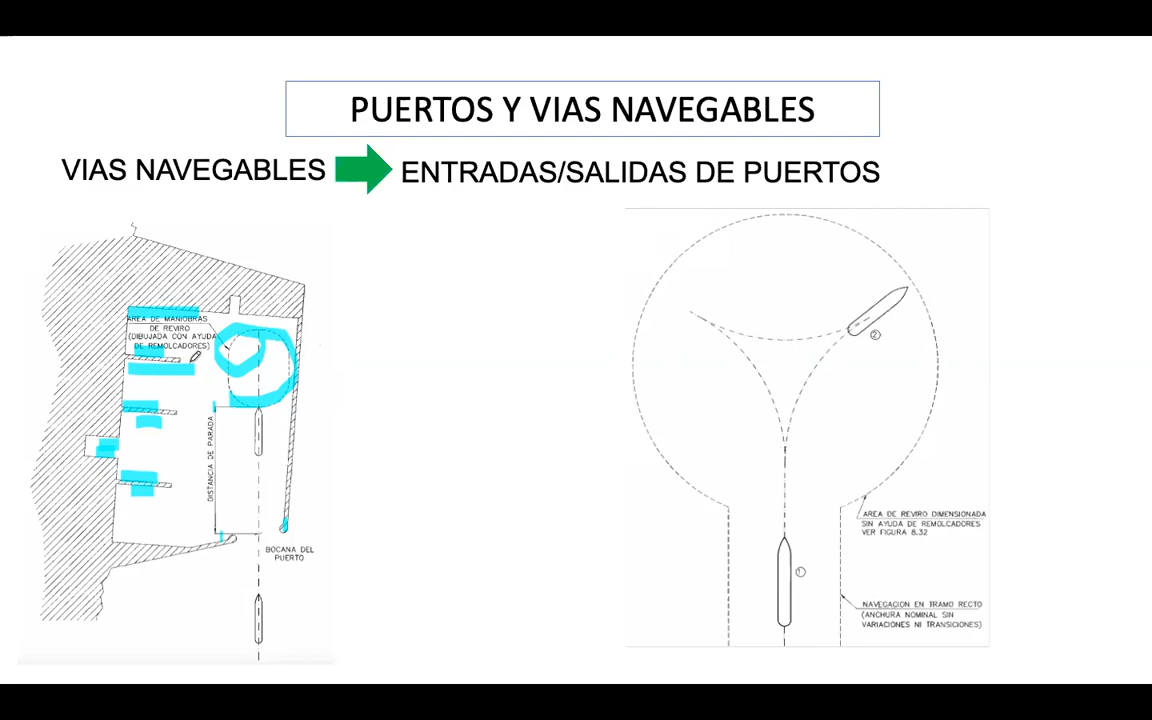 PUERTOS Y VIAS NAVEGABLES
VIAS NAVEGABLES
ENTRADAS/SALIDAS DE PUERTOS
AREA DE MANIOBRAS
DE REVIRO
(DIBUJADA CON AYUDA
DE REMOLCADORES)
DISTANCIA DE PARADA
BOCANA DEL
PUERTO
2
AREA DE REVIRO DIMENSIONADA
SIN AYUDA DE REMOLCADORES
VER FIGURA 8.32
1
NAVEGACION EN TRAMO RECTO
(ANCHURA NOMINAL SIN
VARIACIONES NI TRANSICIONES)